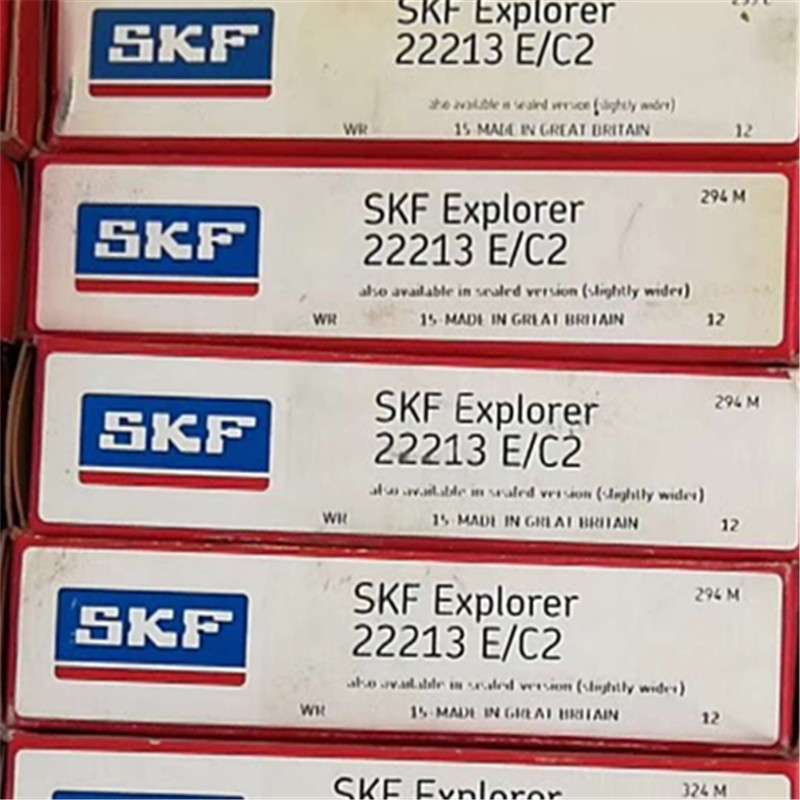 SKF
SKF Explorer
22213 E/C2
also available in sealed version (slightly wider)
WR 15 MADE IN GREAT BRITAIN 12
SKF
SKF Explorer 294 M
22213 E/C2
also available in sealed version (slightly wider)
WR 15 MADE IN GREAT BRITAIN 12
SKF
SKF Explorer 294 M
22213 E/C2
also available in sealed version (slightly wider)
WR 15 MADE IN GREAT BRITAIN 12
SKF
SKF Explorer 294 M
22213 E/C2
also available in sealed version (slightly wider)
WR 15 MADE IN GREAT BRITAIN 12
SKF Explorer 324 M